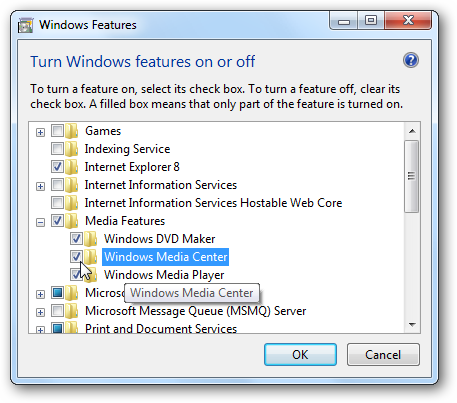 Windows Features
Turn Windows features on or off
To turn a feature on, select its check box. To turn a feature off, clear its
check box. A filled box means that only part of the feature is turned on.
Games
Indexing Service
Internet Explorer 8
Internet Information Services
Internet Information Services Hostable Web Core
Media Features
Windows DVD Maker
Windows Media Center
Windows Media Player
Windows Media Center
Microsoft Message Queue (MSMQ) Server
Print and Document Services
OK
Cancel